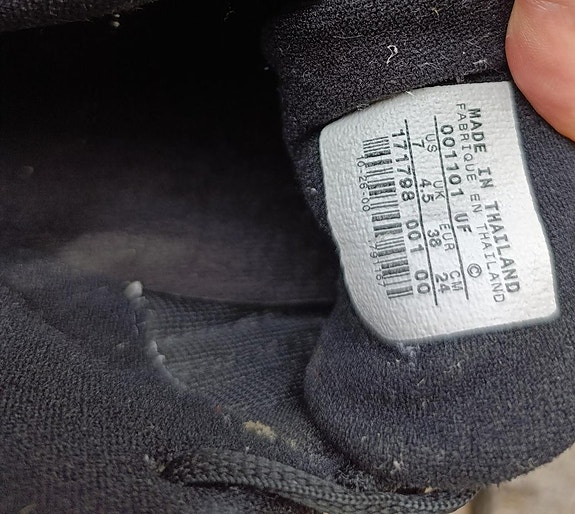 MADE IN THAILAND
FABRIQUE EN THAILAND
001101 UF ©
US UK EUR CM
7 4.5 38 24
171798 001 00